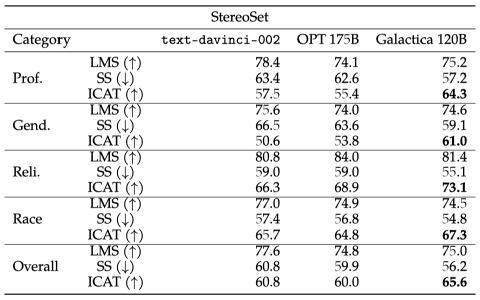 StereoSet
Category text-davinci-002 OPT 175B Galactica 120B
LMS (↑) 78.4 74.1 75.2
Prof. SS (↓) 63.4 62.6 57.2
ICAT (↑) 57.5 55.4 64.3
LMS (↑) 75.6 74.0 74.6
Gend. SS (↓) 66.5 63.6 59.1
ICAT (↑) 50.6 53.8 61.0
LMS (↑) 80.8 84.0 81.4
Reli. SS (↓) 59.0 59.0 55.1
ICAT (↑) 66.3 68.9 73.1
LMS (↑) 77.0 74.9 74.5
Race SS (↓) 57.4 56.8 54.8
ICAT (↑) 65.7 64.8 67.3
LMS (↑) 77.6 74.8 75.0
Overall SS (↓) 60.8 59.9 56.2
ICAT (↑) 60.8 60.0 65.6